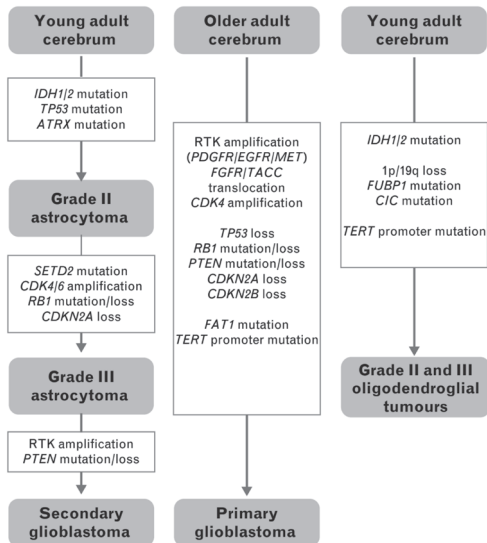 Young adult
cerebrum
IDH1/2 mutation
TP53 mutation
ATRX mutation
Grade II
astrocytoma
SETD2 mutation
CDK4/6 amplification
RB1 mutation/loss
CDKN2A loss
Grade III
astrocytoma
RTK amplification
PTEN mutation/loss
Secondary
glioblastoma
Older adult
cerebrum
RTK amplification
(PDGFR/EGFR/MET)
FGFR/TACC
translocation
CDK4 amplification
TP53 loss
RB1 mutation/loss
PTEN mutation/loss
CDKN2A loss
CDKN2B loss
FAT1 mutation
TERT promoter mutation
Primary
glioblastoma
Young adult
cerebrum
IDH1/2 mutation
1p/19q loss
FUBP1 mutation
CIC mutation
TERT promoter mutation
Grade II and III
oligodendroglial
tumours